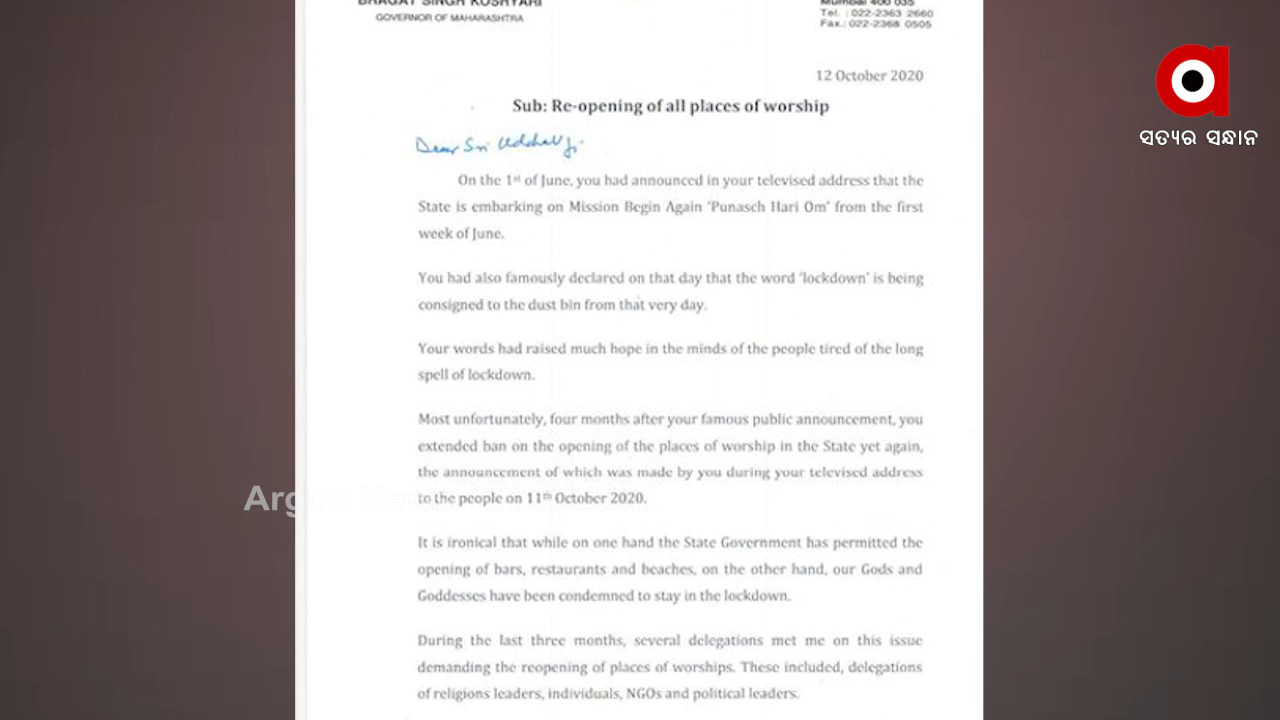 BHAGAT SINGH KOSHYARI
GOVERNOR OF MAHARASHTRA
Mumbai 400 035
Tel. : 022-2363 2660
Fax.: 022-2368 0505
12 October 2020
Sub: Re-opening of all places of worship
Dear Sri Uddhav Ji
On the 1st of June, you had announced in your televised address that the
State is embarking on Mission Begin Again ‘Punasch Hari Om’ from the first
week of June.
You had also famously declared on that day that the word ‘lockdown’ is being
consigned to the dust bin from that very day.
Your words had raised much hope in the minds of the people tired of the long
spell of lockdown.
Most unfortunately, four months after your famous public announcement, you
extended ban on the opening of the places of worship in the State yet again,
the announcement of which was made by you during your televised address
to the people on 11th October 2020.
It is ironical that while on one hand the State Government has permitted the
opening of bars, restaurants and beaches, on the other hand, our Gods and
Goddesses have been condemned to stay in the lockdown.
During the last three months, several delegations met me on this issue
demanding the reopening of places of worships. These included, delegations
of religions leaders, individuals, NGOs and political leaders.
ସତ୍ୟର ସନ୍ଧାନ
Argus News